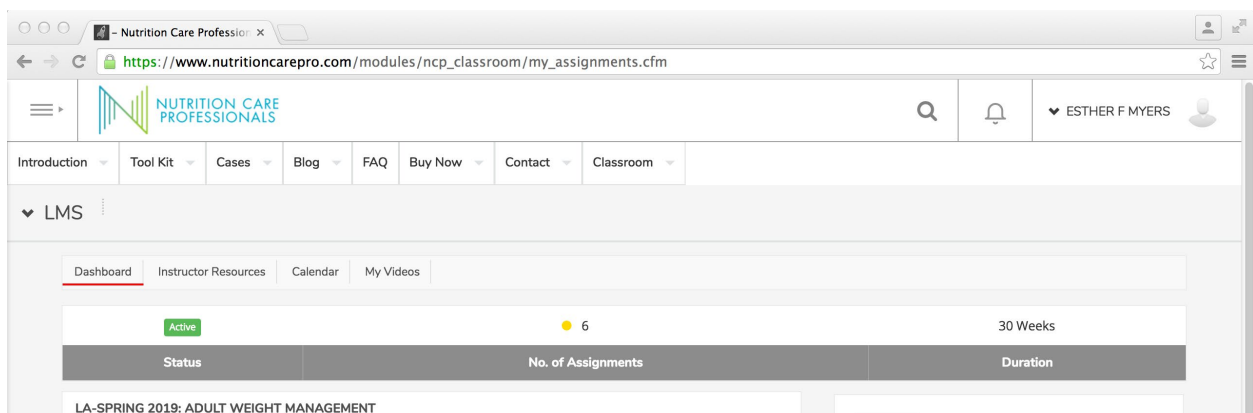 – Nutrition Care Profession
https://www.nutritioncarepro.com/modules/ncp_classroom/my_assignments.cfm
NUTRITION CARE
PROFESSIONALS
ESTHER F MYERS
Introduction Tool Kit Cases Blog FAQ Buy Now Contact Classroom
LMS
Dashboard Instructor Resources Calendar My Videos
Active 6 30 Weeks
Status No. of Assignments Duration
LA-SPRING 2019: ADULT WEIGHT MANAGEMENT